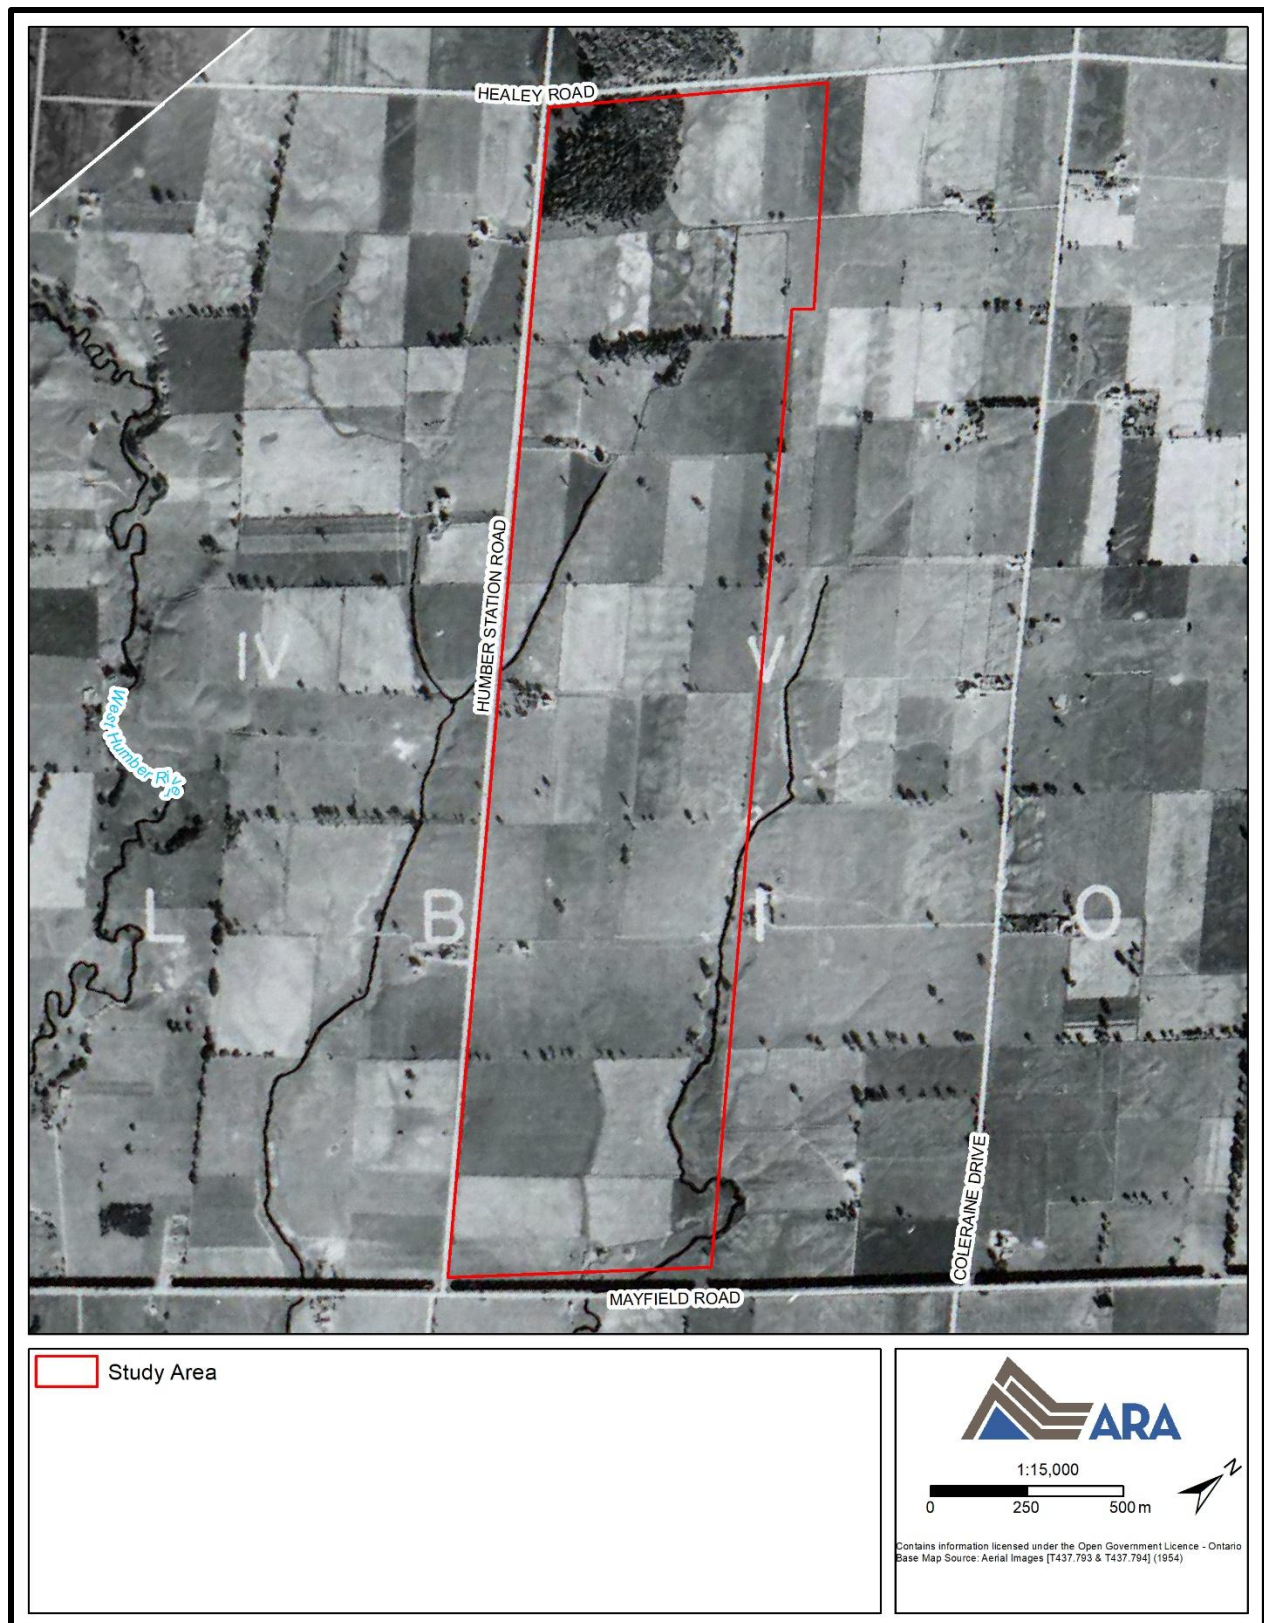 HEALEY ROAD
HUMBER STATION ROAD
IV
V
West Humber River
L
B
I
O
COLERAINE DRIVE
MAYFIELD ROAD
Study Area
ARA
1:15,000
N
0 250 500 m
Contains information licensed under the Open Government Licence - Ontario
Base Map Source: Aerial Images [T437.793 & T437.794] (1954)